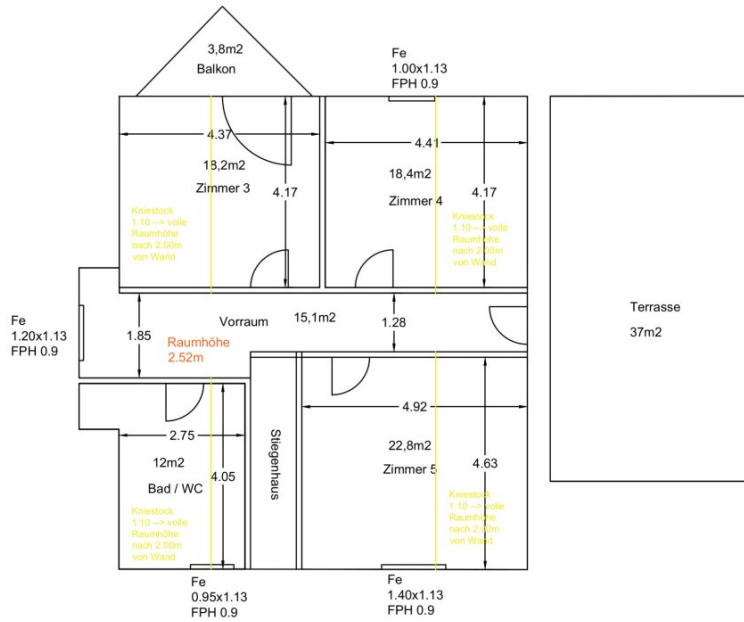 3,8m2
Balkon
Fe
1.00x1.13
FPH 0.9
4.37
18,2m2
Zimmer 3
4.17
Kniestock
1.10 --> volle
Raumhöhe
nach 2.00m
von Wand
4.41
18,4m2
Zimmer 4
4.17
Kniestock
1.10 --> volle
Raumhöhe
nach 2.00m
von Wand
Terrasse
37m2
Fe
1.20x1.13
FPH 0.9
1.85
Vorraum
15,1m2
1.28
Raumhöhe
2.52m
2.75
12m2
Bad / WC
4.05
Kniestock
1.10 --> volle
Raumhöhe
nach 2.00m
von Wand
Stiegenhaus
4.92
22,8m2
Zimmer 5
4.63
Kniestock
1.10 --> volle
Raumhöhe
nach 2.00m
von Wand
Fe
0.95x1.13
FPH 0.9
Fe
1.40x1.13
FPH 0.9